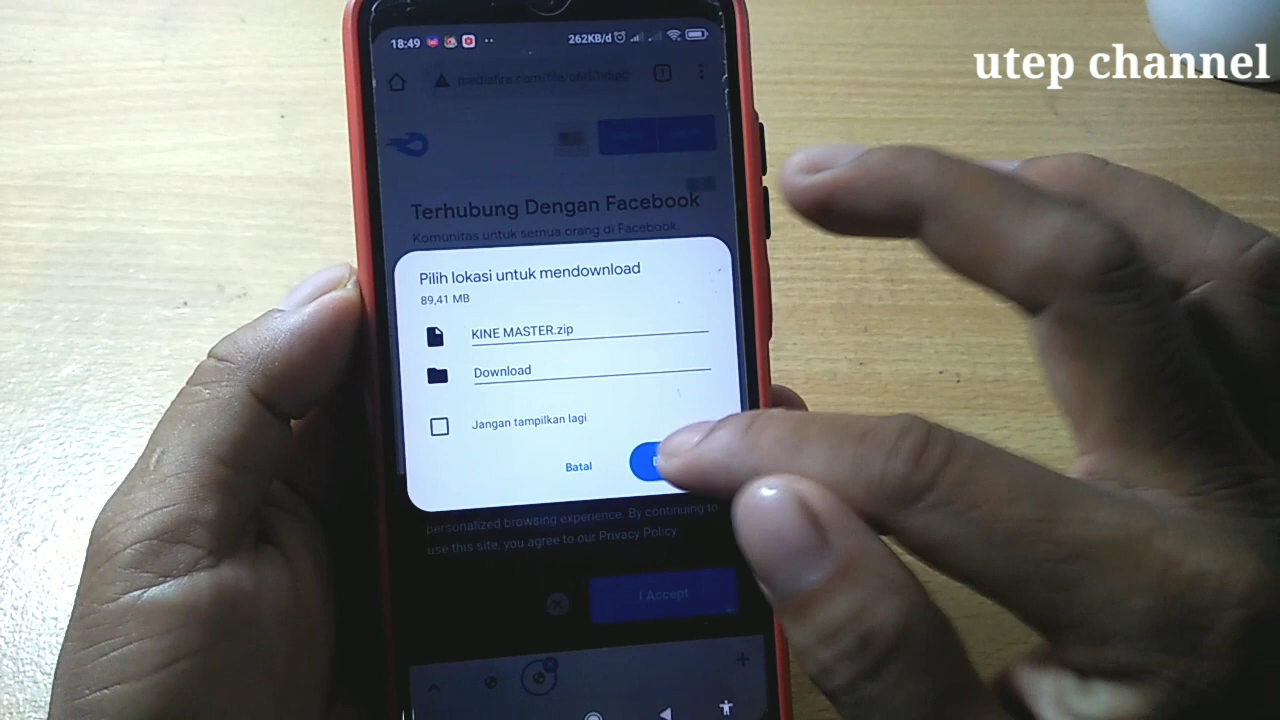 18:49
262KB/d
utep channel
Terhubung Dengan Facebook
Komunitas untuk semua orang di Facebook.
Pilih lokasi untuk mendownload
89,41 MB
KINE MASTER.zip
Download
Jangan tampilkan lagi
Batal
personalized browsing experience. By continuing to
use this site, you agree to our Privacy Policy
I Accept